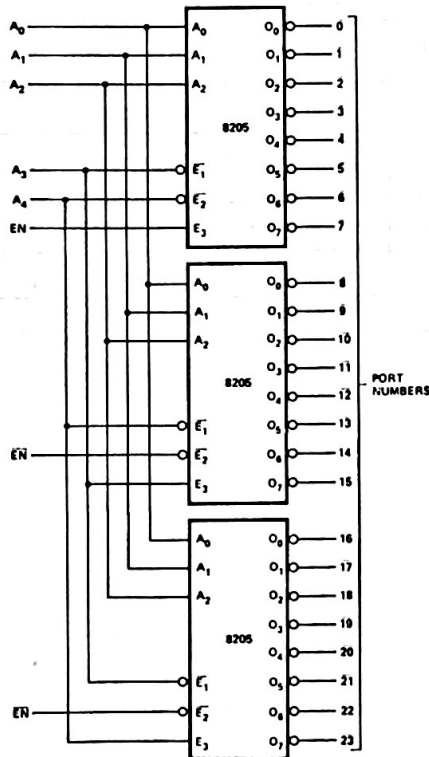 A0 A0 O0 0
A1 A1 O1 1
A2 A2 O2 2
O3 3
8205 O4 4
A3 E1 O5 5
A4 E2 O6 6
EN E3 O7 7
A0 O0 8
A1 O1 9
A2 O2 10
O3 11
8205 O4 12
PORT
NUMBERS
E1 O5 13
EN E2 O6 14
E3 O7 15
A0 O0 16
A1 O1 17
A2 O2 18
O3 19
8205 O4 20
E1 O5 21
EN E2 O6 22
E3 O7 23